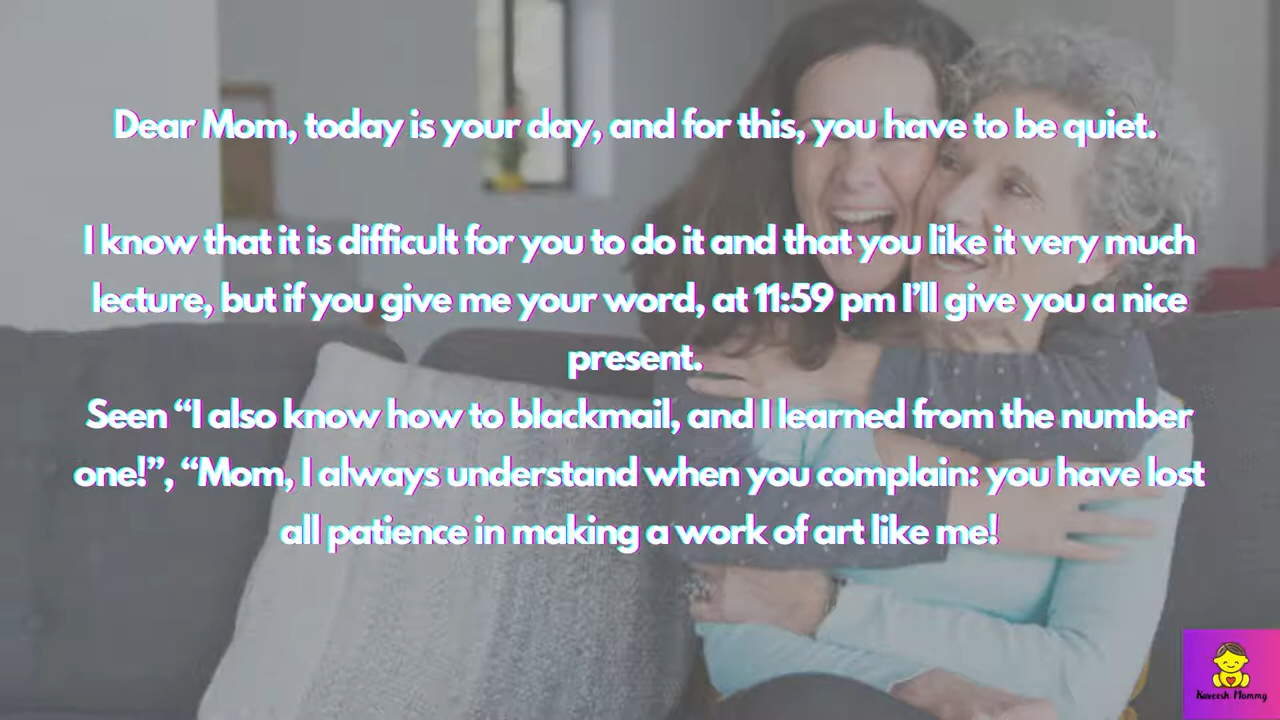 Dear Mom, today is your day, and for this, you have to be quiet.
I know that it is difficult for you to do it and that you like it very much
lecture, but if you give me your word, at 11:59 pm I’ll give you a nice
present.
Seen “I also know how to blackmail, and I learned from the number
one!”, “Mom, I always understand when you complain: you have lost
all patience in making a work of art like me!
Kaveesh Mommy